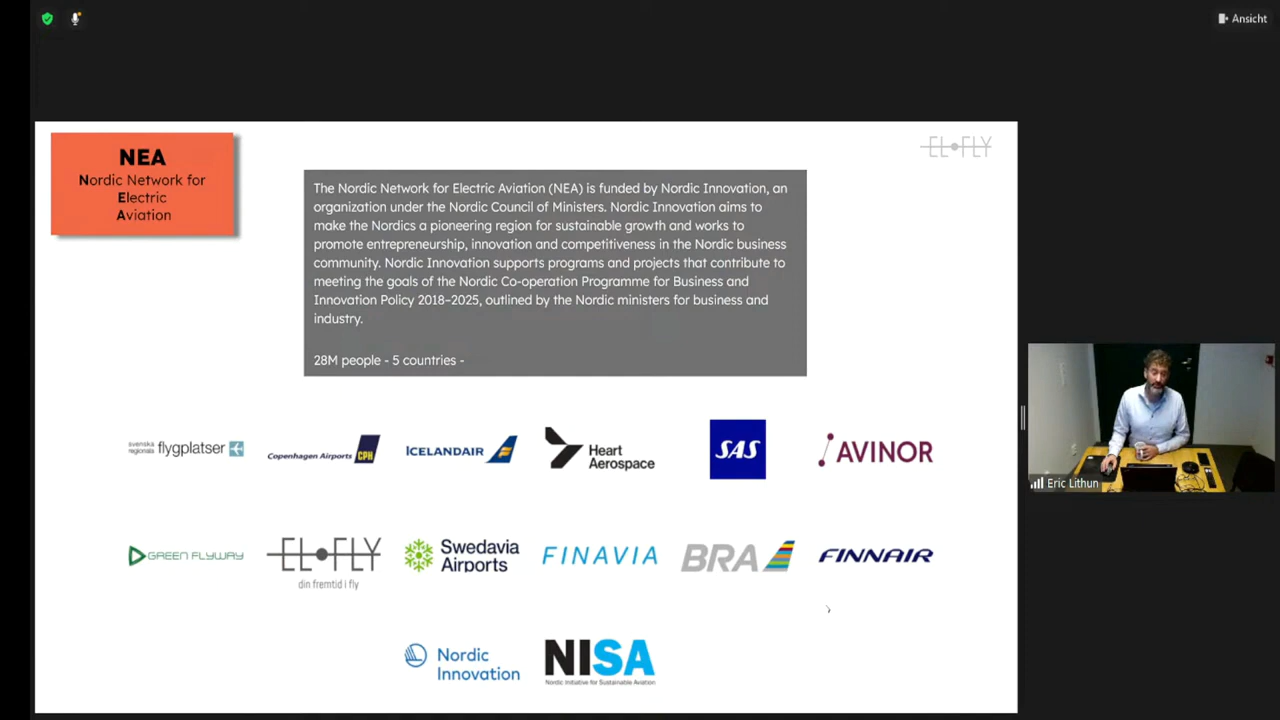 Ansicht
NEA
Nordic Network for
Electric
Aviation
EL FLY
The Nordic Network for Electric Aviation (NEA) is funded by Nordic Innovation, an
organization under the Nordic Council of Ministers. Nordic Innovation aims to
make the Nordics a pioneering region for sustainable growth and works to
promote entrepreneurship, innovation and competitiveness in the Nordic business
community. Nordic Innovation supports programs and projects that contribute to
meeting the goals of the Nordic Co-operation Programme for Business and
Innovation Policy 2018–2025, outlined by the Nordic ministers for business and
industry.
28M people - 5 countries -
svenska
regionala flygplatser
Copenhagen Airports CPH
ICELANDAIR
Heart
Aerospace
SAS
AVINOR
GREEN FLYWAY
EL FLY
din fremtid i fly
Swedavia
Airports
FINAVIA
BRA
FINNAIR
Nordic
Innovation
NISA
Nordic Initiative for Sustainable Aviation
Eric Lithun